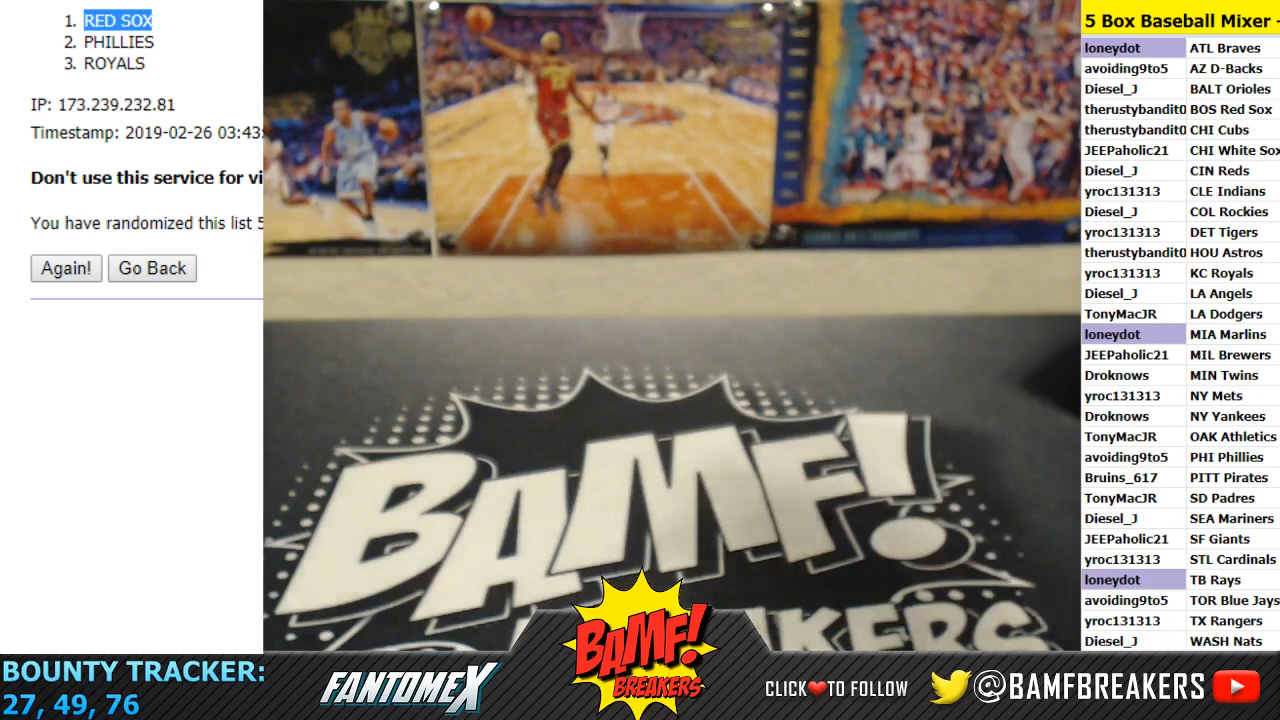 1. RED SOX
2. PHILLIES
3. ROYALS
IP: 173.239.232.81
Timestamp: 2019-02-26 03:43:
Don't use this service for vi
You have randomized this list 5
Again! Go Back
BAMF!
BREAKERS
5 Box Baseball Mixer -
loneydot ATL Braves
avoiding9to5 AZ D-Backs
Diesel_J BALT Orioles
therustybandit0 BOS Red Sox
therustybandit0 CHI Cubs
JEEPaholic21 CHI White Sox
Diesel_J CIN Reds
yroc131313 CLE Indians
Diesel_J COL Rockies
yroc131313 DET Tigers
therustybandit0 HOU Astros
yroc131313 KC Royals
Diesel_J LA Angels
TonyMacJR LA Dodgers
loneydot MIA Marlins
JEEPaholic21 MIL Brewers
Droknows MIN Twins
yroc131313 NY Mets
Droknows NY Yankees
TonyMacJR OAK Athletics
avoiding9to5 PHI Phillies
Bruins_617 PITT Pirates
TonyMacJR SD Padres
Diesel_J SEA Mariners
JEEPaholic21 SF Giants
yroc131313 STL Cardinals
loneydot TB Rays
avoiding9to5 TOR Blue Jays
yroc131313 TX Rangers
Diesel_J WASH Nats
BOUNTY TRACKER:
27, 49, 76
FANTOMEX
BAMF!
BREAKERS
CLICK TO FOLLOW
@BAMFBREAKERS